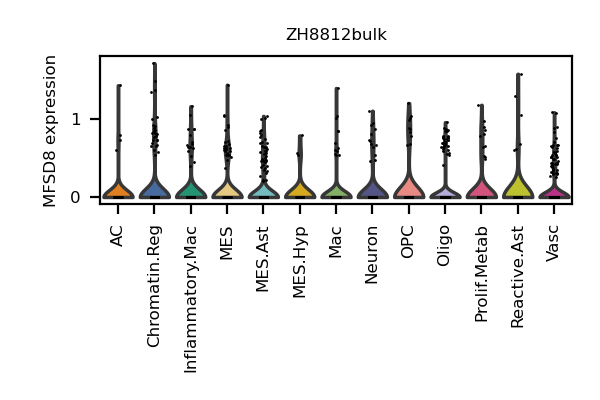 ZH8812bulk
MFSD8 expression
1
0
AC
Chromatin.Reg
Inflammatory.Mac
MES
MES.Ast
MES.Hyp
Mac
Neuron
OPC
Oligo
Prolif.Metab
Reactive.Ast
Vasc